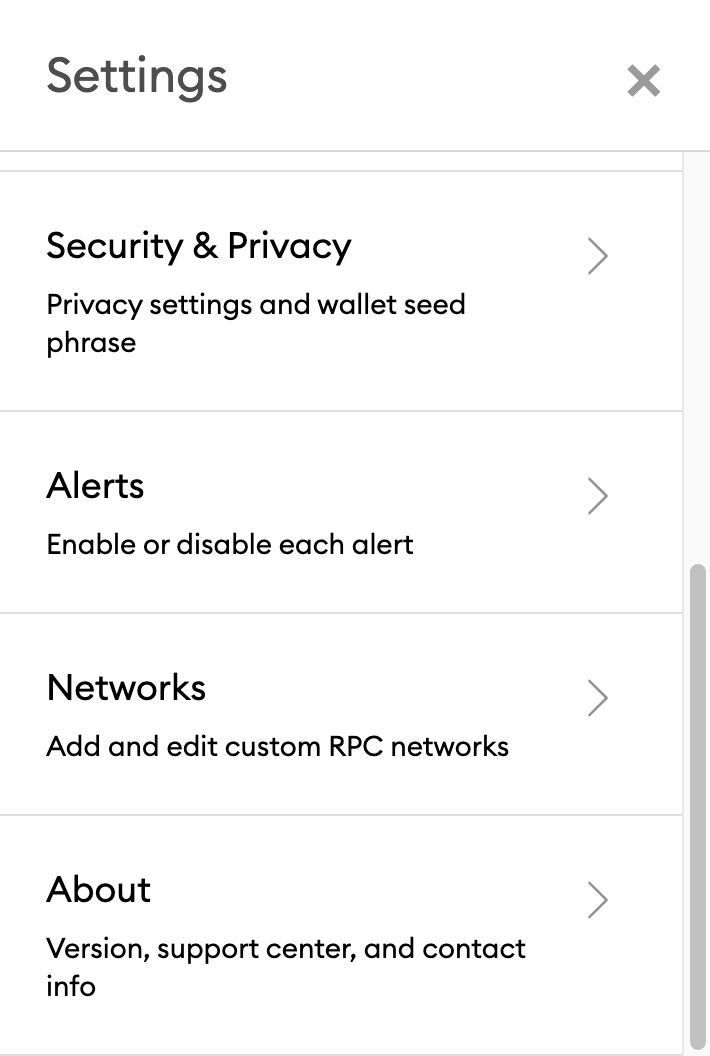 Settings
Security & Privacy
Privacy settings and wallet seed
phrase
Alerts
Enable or disable each alert
Networks
Add and edit custom RPC networks
About
Version, support center, and contact
info